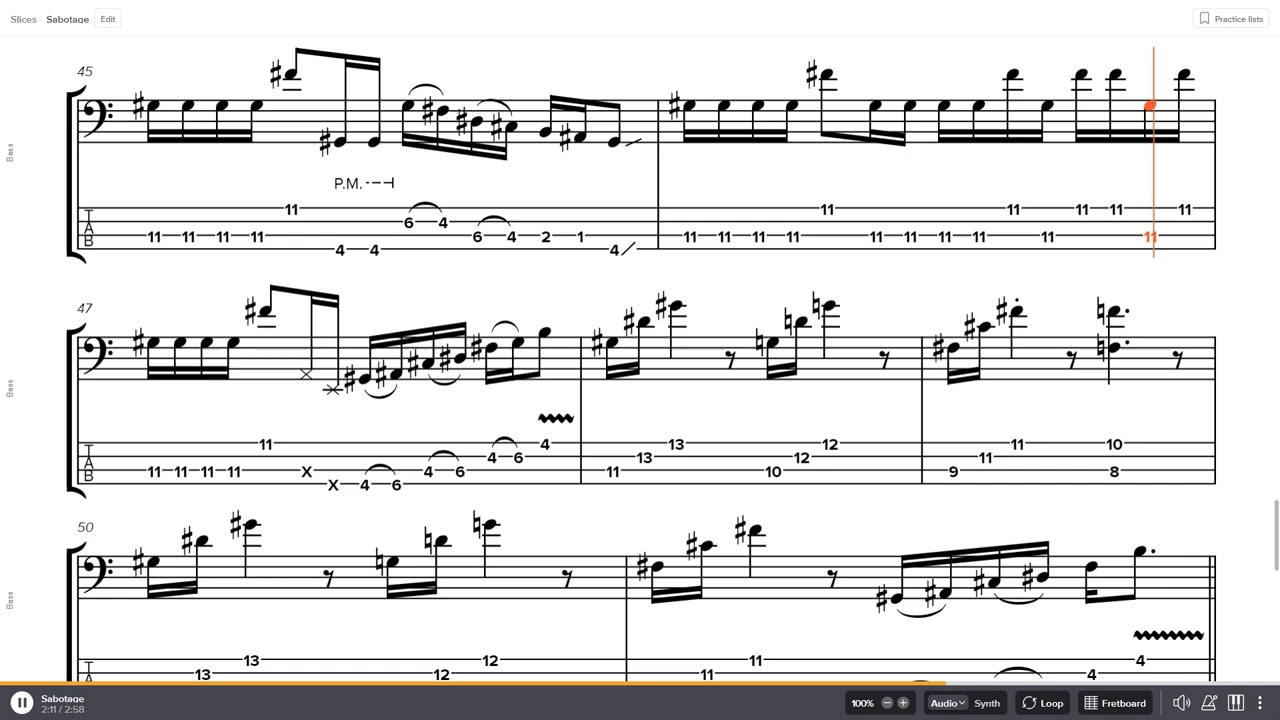 Slices / Sabotage Edit
Practice lists
45
Bass
P.M.
11 11 11
11 11 11
6 4
T
A
B
11 11 11 11 6 4 2 1 11 11 11 11 11 11 11 11 11 11
4 4 4
47
Bass
11 4 13 12 11 10
T
A
B
4 6 13 12 11
11 11 11 11 X 4 6 11 10 9 8
X 4 6
50
Bass
13 12 11 4
T
13 12 11 4
Sabotage
2:11 / 2:58
100% Audio Synth Loop Fretboard